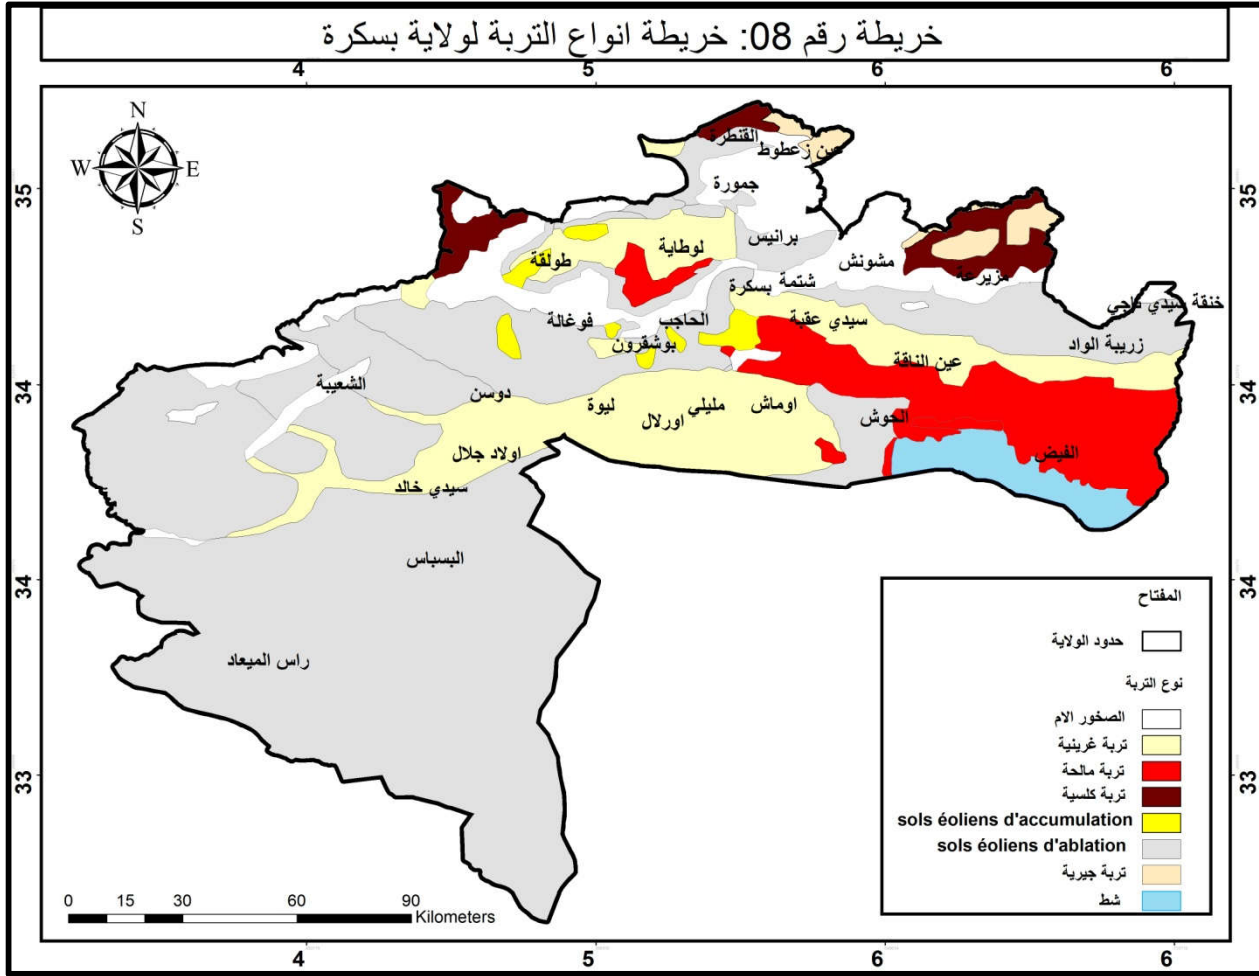 خريطة رقم 08: خريطة انواع التربة لولاية بسكرة
4 5 6 6
N
W E
S
35 35
القنطرة
عين زعطوط
جمورة
برانيس
لوطاية
طولقة
مشونش
شتمة
مزيرعة
بسكرة
خنقة سيدي ناجي
فوغالة
الحاجب
سيدي عقبة
بوشقرون
زريبة الواد
عين الناقة
34 34
الشعيبة
دوسن
ليوة
مليلي
اوماش
اورلال
الحوش
اولاد جلال
الفيض
سيدي خالد
البسباس
34 34
راس الميعاد
33 33
المفتاح
حدود الولاية
نوع التربة
الصخور الام
تربة غرينية
تربة مالحة
تربة كلسية
sols éoliens d'accumulation
sols éoliens d'ablation
تربة جيرية
شط
0 15 30 60 90
Kilometers
4 5 6 6